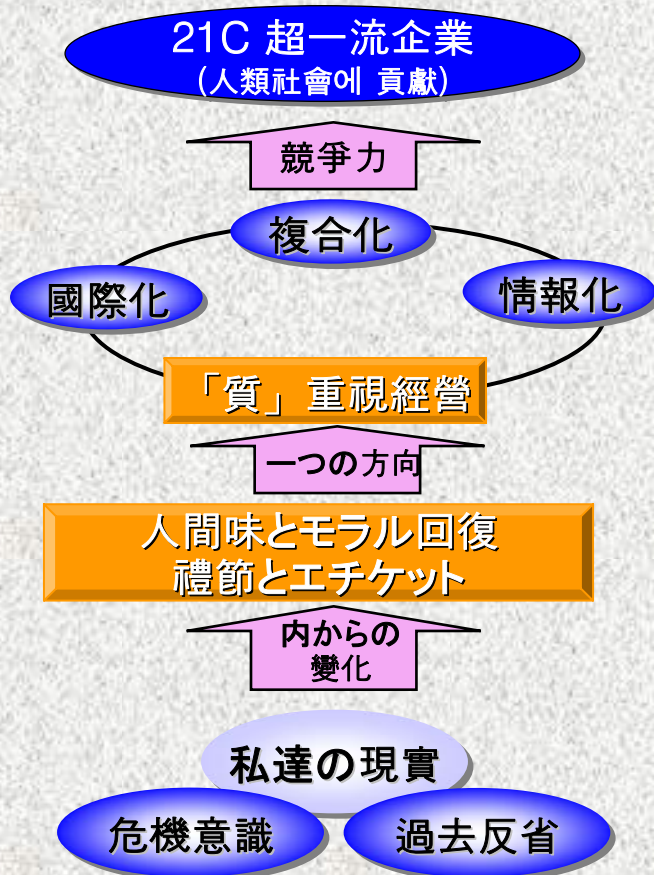 21C 超一流企業
(人類社會에 貢獻)
競爭力
複合化
國際化
情報化
「質」重視經營
一つの方向
人間味とモラル回復
禮節とエチケット
内からの
變化
私達の現實
危機意識
過去反省